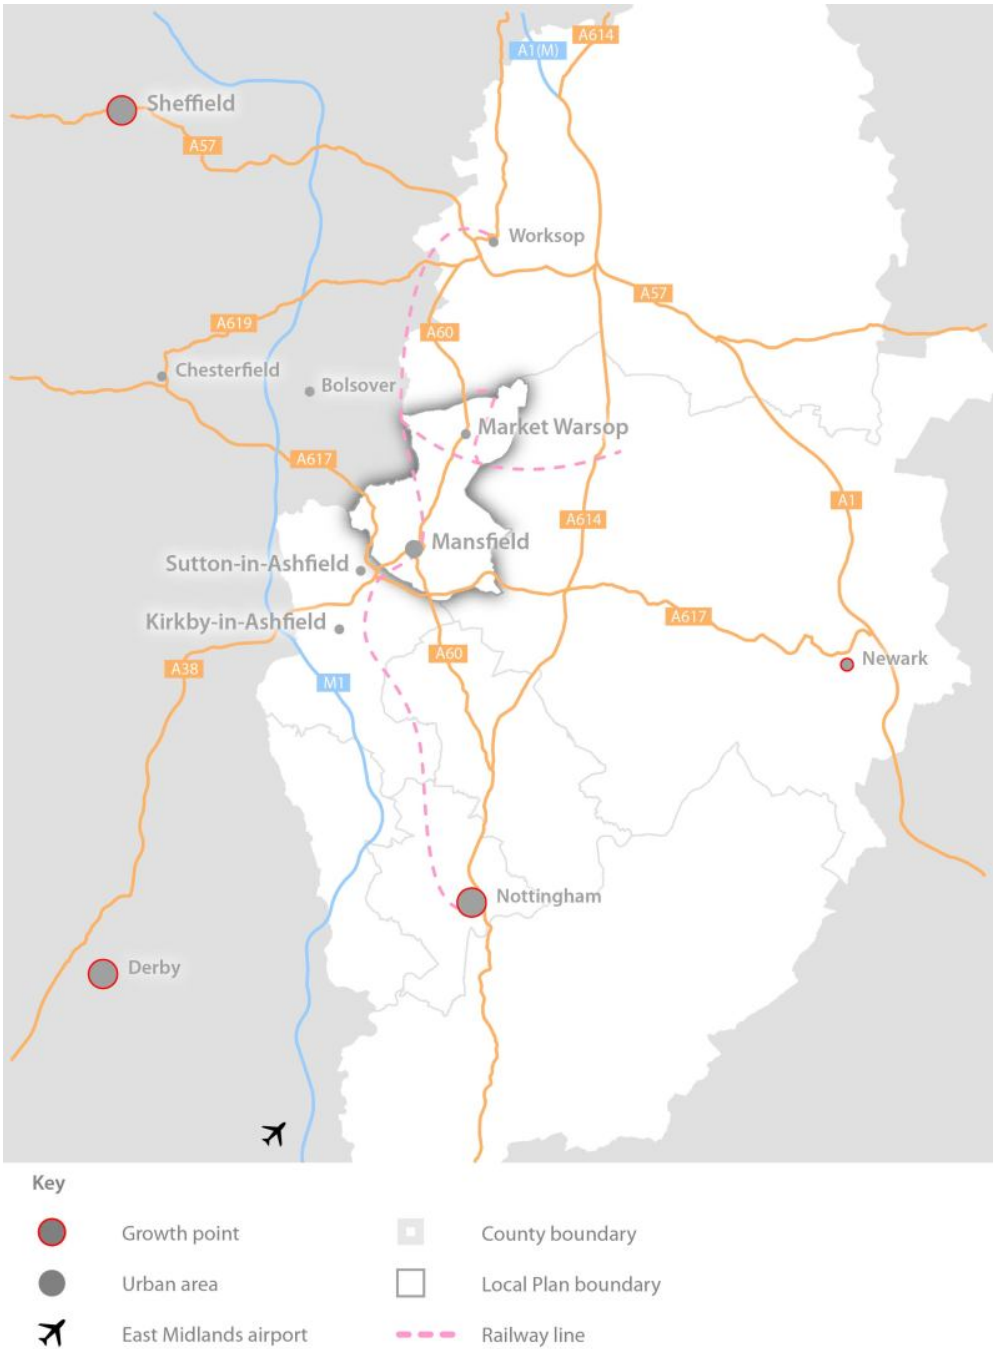 A614
A1(M)
Sheffield
A57
Worksop
A57
A619
A60
Chesterfield
Bolsover
Market Warsop
A617
A1
A614
Mansfield
Sutton-in-Ashfield
Kirkby-in-Ashfield
A617
A60
Newark
A38
M1
Nottingham
Derby
Key
Growth point
County boundary
Urban area
Local Plan boundary
East Midlands airport
Railway line